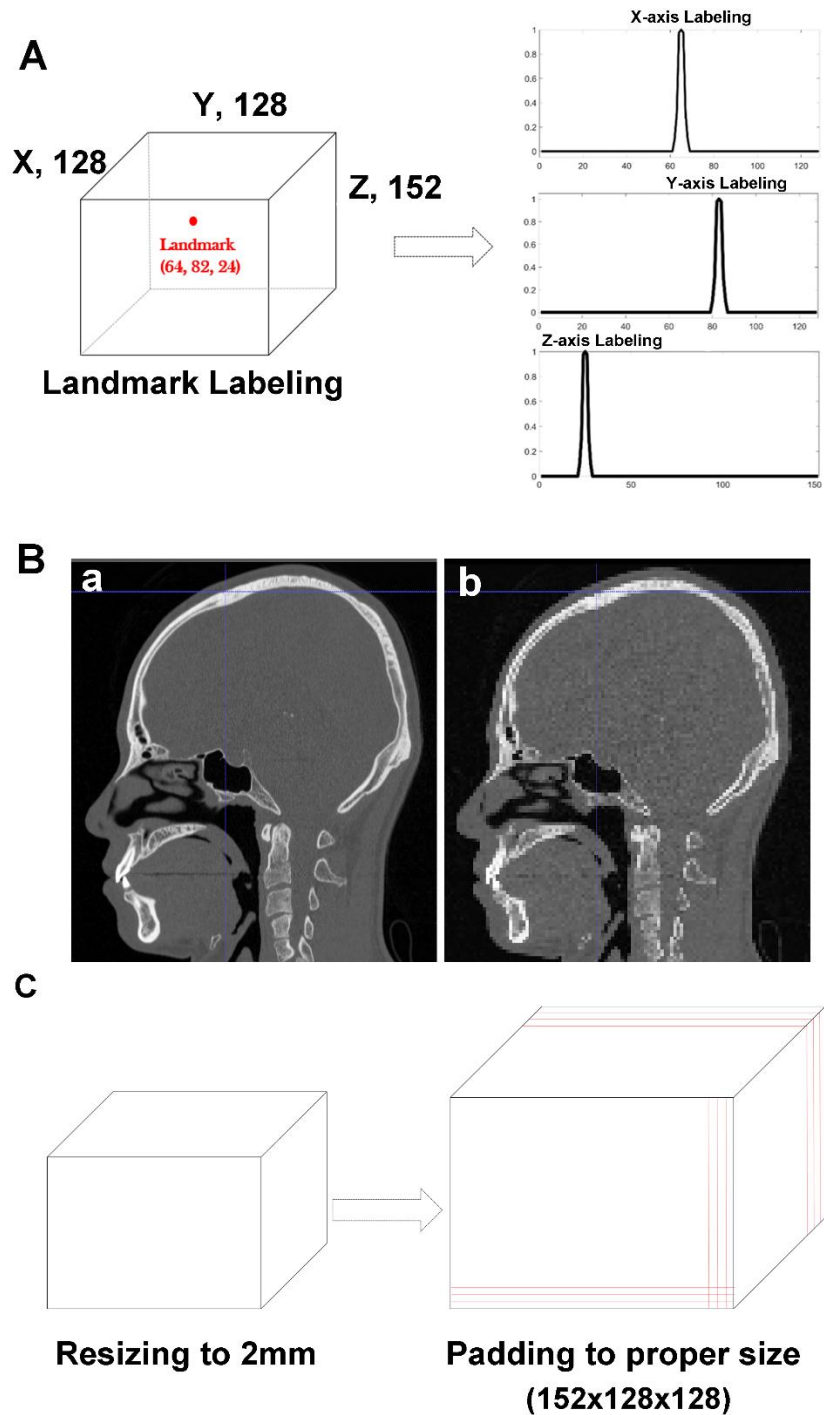 A
X, 128
Y, 128
Z, 152
Landmark
(64, 82, 24)
Landmark Labeling
X-axis Labeling
1
0.8
0.6
0.4
0.2
0
0 20 40 60 80 100 120
Y-axis Labeling
1
0.8
0.6
0.4
0.2
0
0 20 40 60 80 100 120
Z-axis Labeling
1
0.8
0.6
0.4
0.2
0
0 50 100 150
B
a
b
C
Resizing to 2mm
Padding to proper size
(152x128x128)